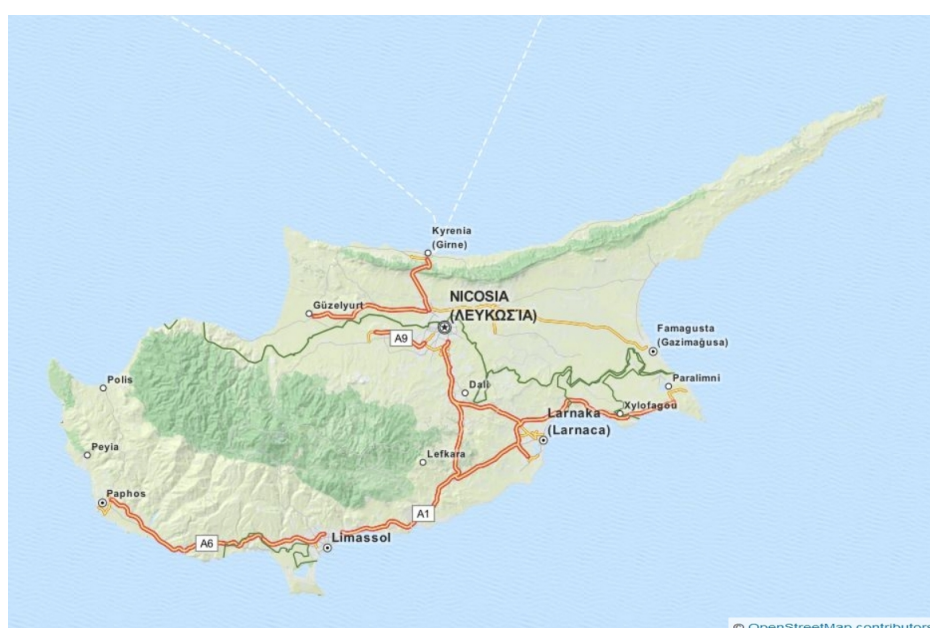 Kyrenia
(Girne)
NICOSIA
(ΛΕΥΚΩΣΊΑ)
Güzelyurt
A9
Famagusta
(Gazimağusa)
Polis
Dali
Paralimni
Xylofagou
Larnaka
(Larnaca)
Peyia
Lefkara
Paphos
A1
A6
Limassol
© OpenStreetMap contributors